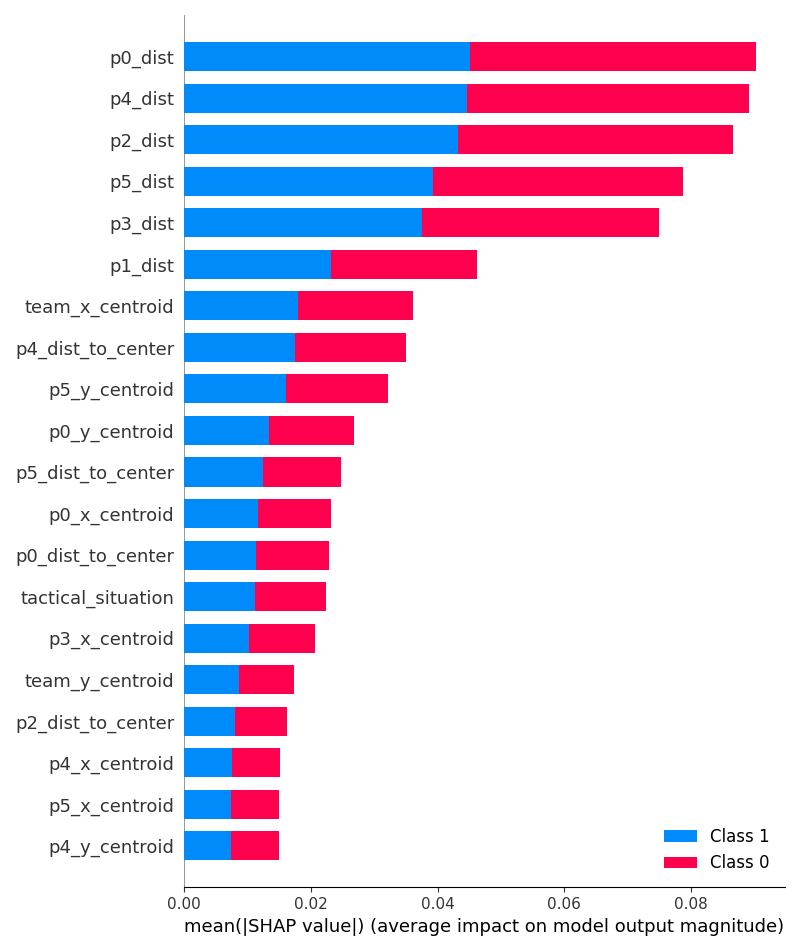 p0_dist
p4_dist
p2_dist
p5_dist
p3_dist
p1_dist
team_x_centroid
p4_dist_to_center
p5_y_centroid
p0_y_centroid
p5_dist_to_center
p0_x_centroid
p0_dist_to_center
tactical_situation
p3_x_centroid
team_y_centroid
p2_dist_to_center
p4_x_centroid
p5_x_centroid
p4_y_centroid
Class 1
Class 0
0.00 0.02 0.04 0.06 0.08
mean(|SHAP value|) (average impact on model output magnitude)